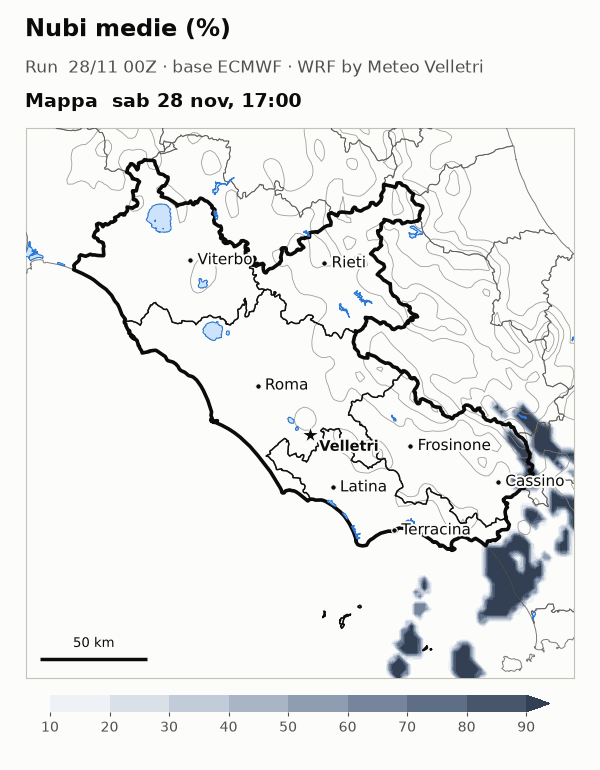 Nubi medie (%)
Run  28/11 00Z · base ECMWF · WRF by Meteo Velletri
Mappa  sab 28 nov, 17:00
Viterbo
Rieti
Roma
Velletri
Frosinone
Cassino
Latina
Terracina
50 km
10 20 30 40 50 60 70 80 90